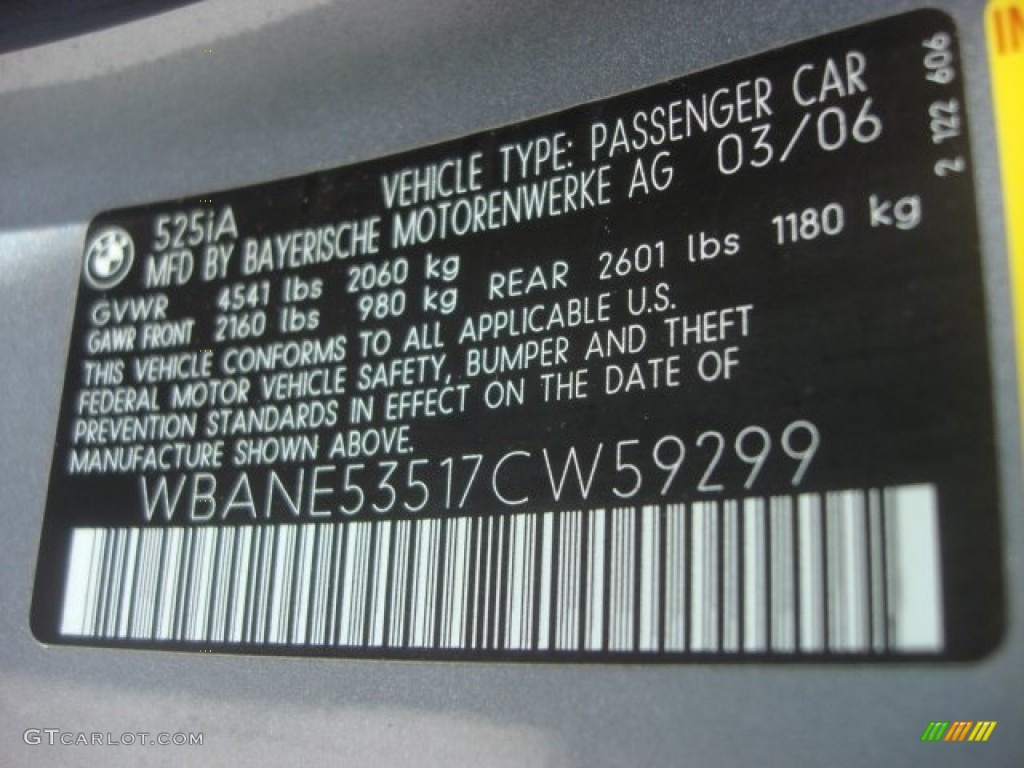 525iA VEHICLE TYPE: PASSENGER CAR
MFD BY BAYERISCHE MOTORENWERKE AG 03/06
GVWR 4541 lbs 2060 kg
GAWR FRONT 2160 lbs 980 kg REAR 2601 lbs 1180 kg
THIS VEHICLE CONFORMS TO ALL APPLICABLE U.S.
FEDERAL MOTOR VEHICLE SAFETY, BUMPER AND THEFT
PREVENTION STANDARDS IN EFFECT ON THE DATE OF
MANUFACTURE SHOWN ABOVE.
WBANE53517CW59299
2 122 606
IN
GTCARLOT.COM